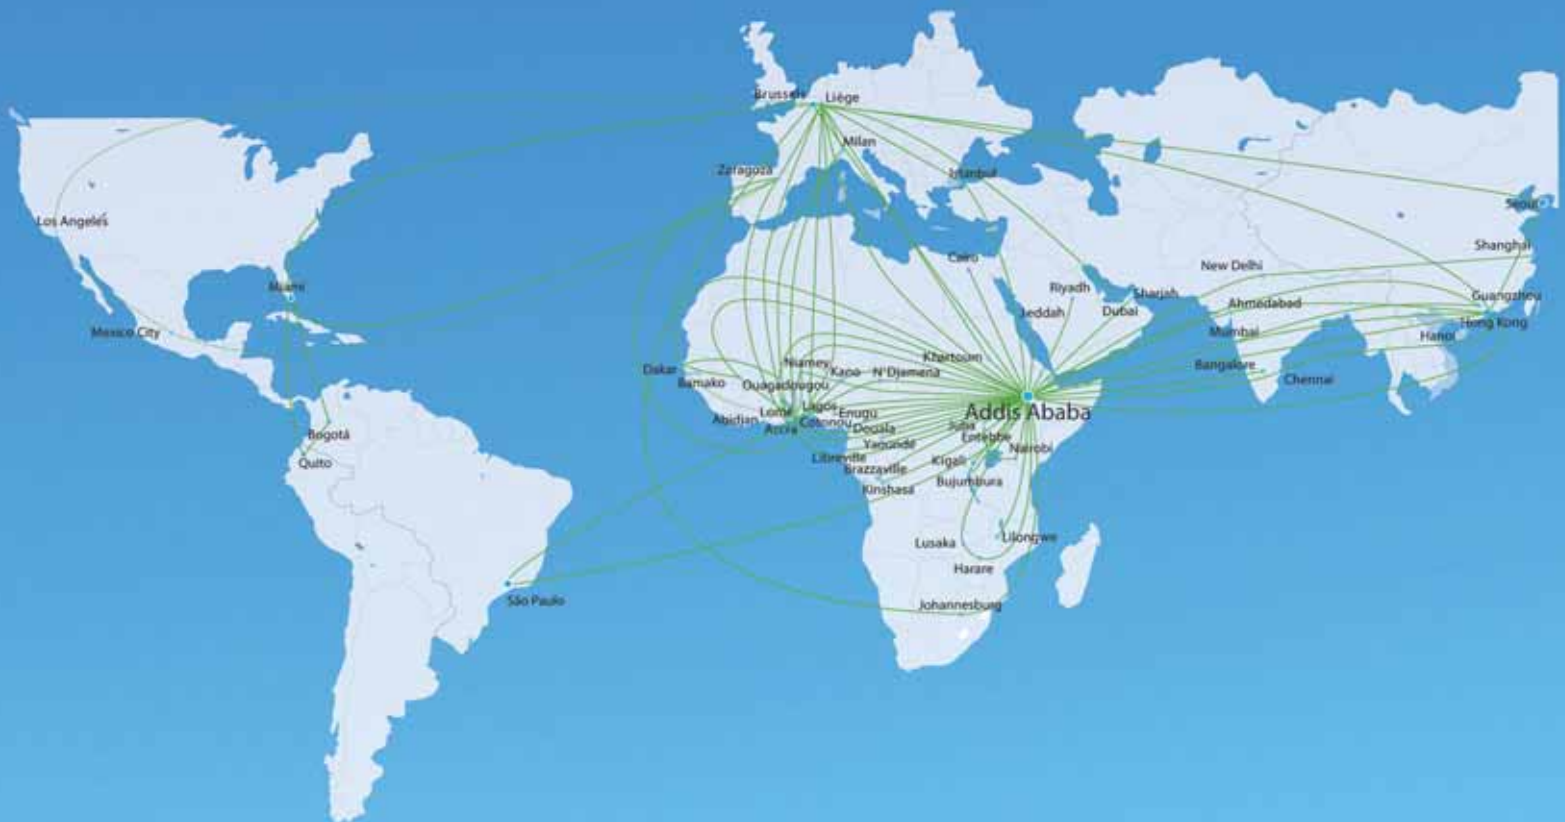 Brussels
Liège
Milan
Zaragoza
Istanbul
Los Angeles
Seoul
Shanghai
Cairo
New Delhi
Miami
Riyadh
Sharjah
Guangzhou
Ahmedabad
Jeddah
Dubai
Hong Kong
Mexico City
Mumbai
Hanoi
Khartoum
Niamey
Dakar
Kano
N'Djamena
Bangalore
Chennai
Bamako
Ouagadougou
Lagos
Enugu
Addis Ababa
Lomé
Abidjan
Cotonou
Accra
Douala
Juba
Bogotá
Entebbe
Yaoundé
Nairobi
Libreville
Kigali
Quito
Brazzaville
Bujumbura
Kinshasa
Lusaka
Lilongwe
Harare
São Paulo
Johannesburg